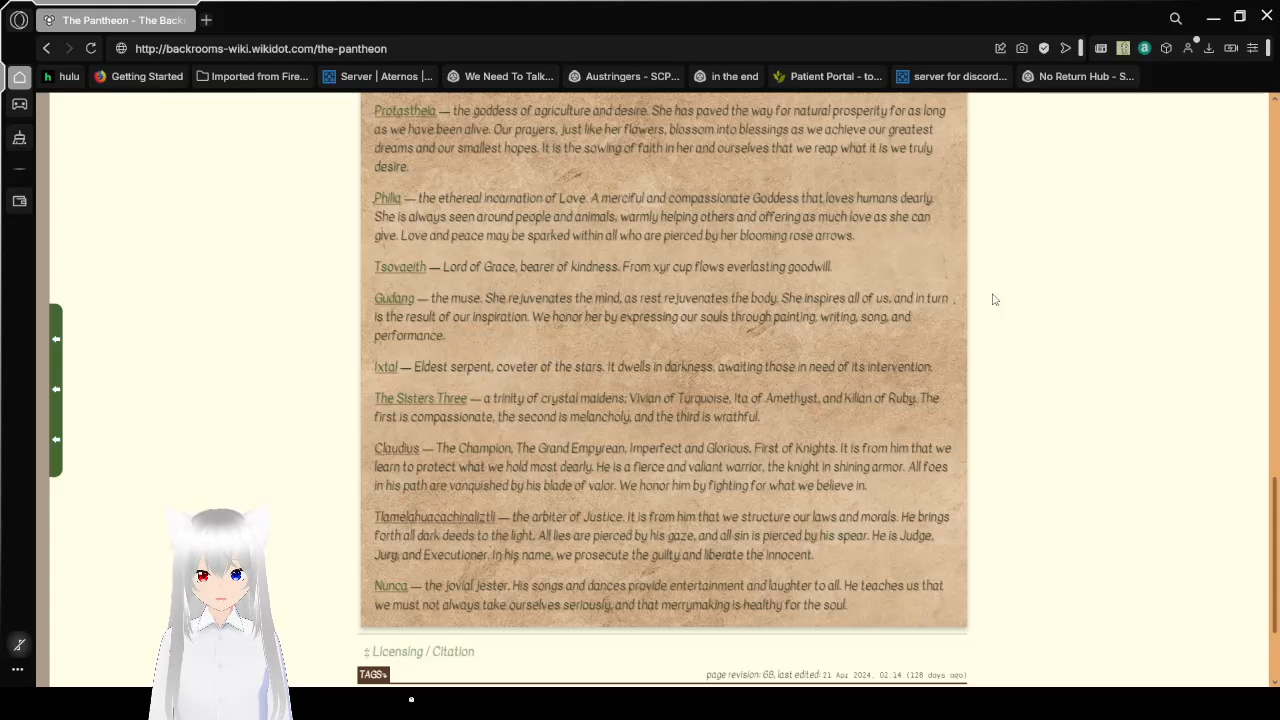 The Pantheon - The Back
http://backrooms-wiki.wikidot.com/the-pantheon
hulu
Getting Started
Imported from Fire...
Server | Aternos |...
We Need To Talk...
Austringers - SCP...
in the end
Patient Portal - to...
server for discord...
No Return Hub - S...
Protastheia — the goddess of agriculture and desire. She has paved the way for natural prosperity for as long
as we have been alive. Our prayers, just like her flowers, blossom into blessings as we achieve our greatest
dreams and our smallest hopes. It is the sowing of faith in her and ourselves that we reap what it is we truly
desire.
Philia — the ethereal incarnation of Love. A merciful and compassionate Goddess that loves humans dearly.
She is always seen around people and animals, warmly helping others and offering as much love as she can
give. Love and peace may be sparked within all who are pierced by her blooming rose arrows.
Tsovaeith — Lord of Grace, bearer of kindness. From xyr cup flows everlasting goodwill.
Gudang — the muse. She rejuvenates the mind, as rest rejuvenates the body. She inspires all of us, and in turn
is the result of our inspiration. We honor her by expressing our souls through painting, writing, song, and
performance.
Ixtal — Eldest serpent, coveter of the stars. It dwells in darkness, awaiting those in need of its intervention.
The Sisters Three — a trinity of crystal maidens; Vivian of Turquoise, Ita of Amethyst, and Kilian of Ruby. The
first is compassionate, the second is melancholy, and the third is wrathful.
Claudius — The Champion, The Grand Empyrean, Imperfect and Glorious, First of Knights. It is from him that we
learn to protect what we hold most dearly. He is a fierce and valiant warrior, the knight in shining armor. All foes
in his path are vanquished by his blade of valor. We honor him by fighting for what we believe in.
Tlamelahuacachinaliztli — the arbiter of Justice. It is from him that we structure our laws and morals. He brings
forth all dark deeds to the light. All lies are pierced by his gaze, and all sin is pierced by his spear. He is Judge,
Jury, and Executioner. In his name, we prosecute the guilty and liberate the innocent.
Nunca — the jovial jester. His songs and dances provide entertainment and laughter to all. He teaches us that
we must not always take ourselves seriously, and that merrymaking is healthy for the soul.
‡ Licensing / Citation
TAGS
page revision: 68, last edited: 21 Apr 2024, 02:14 (128 days ago)